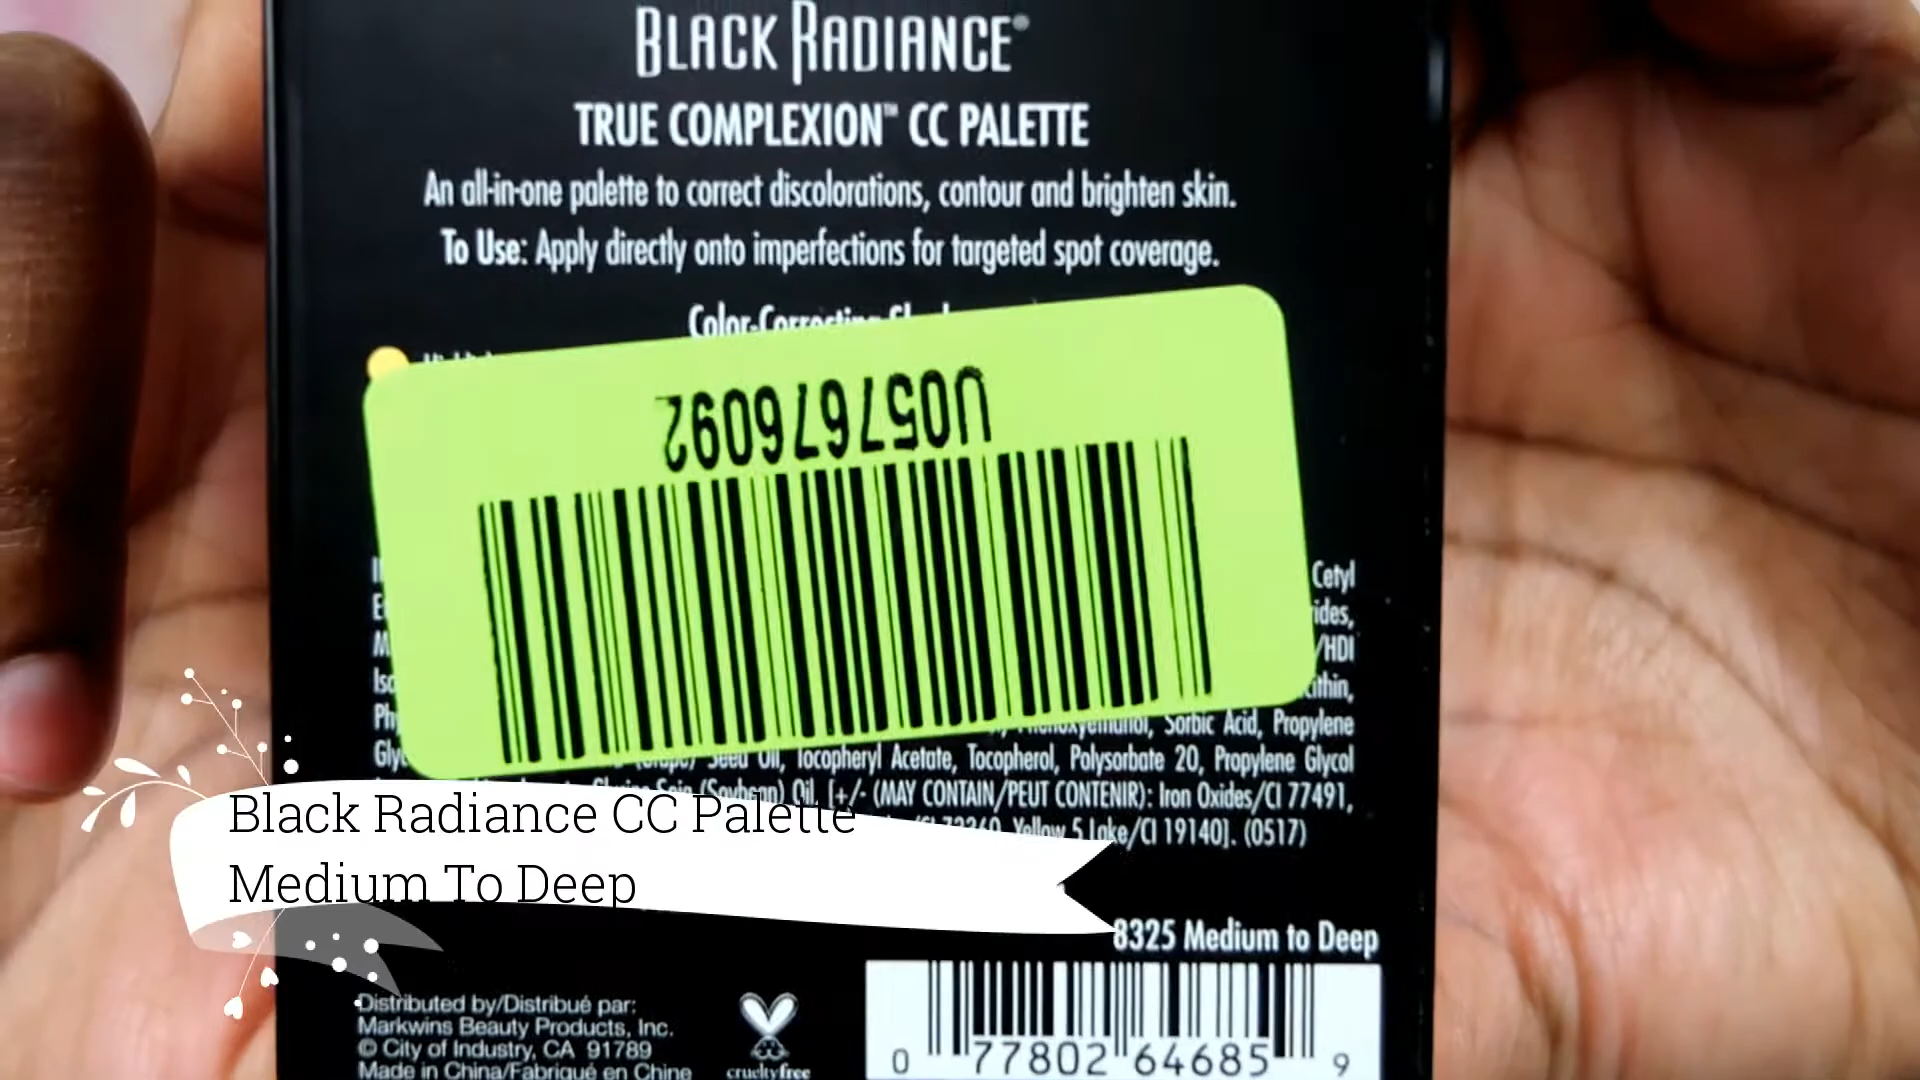 BLACK RADIANCE®
TRUE COMPLEXION™ CC PALETTE
An all-in-one palette to correct discolorations, contour and brighten skin.
To Use: Apply directly onto imperfections for targeted spot coverage.
Color-Correcting
U057676092
Cetyl
/HDI
Sorbic Acid, Propylene
Seed Oil, Tocopheryl Acetate, Tocopherol, Polysorbate 20, Propylene Glycol
(Soybean) Oil, [+/- (MAY CONTAIN/PEUT CONTENIR): Iron Oxides/CI 77491,
Yellow 5 Lake/CI 19140]. (0517)
Black Radiance CC Palette
Medium To Deep
8325 Medium to Deep
Distributed by/Distribué par:
Markwins Beauty Products, Inc.
© City of Industry, CA 91789
Made in China/Fabriqué en Chine
crueltyfree
0 77802 64685 9